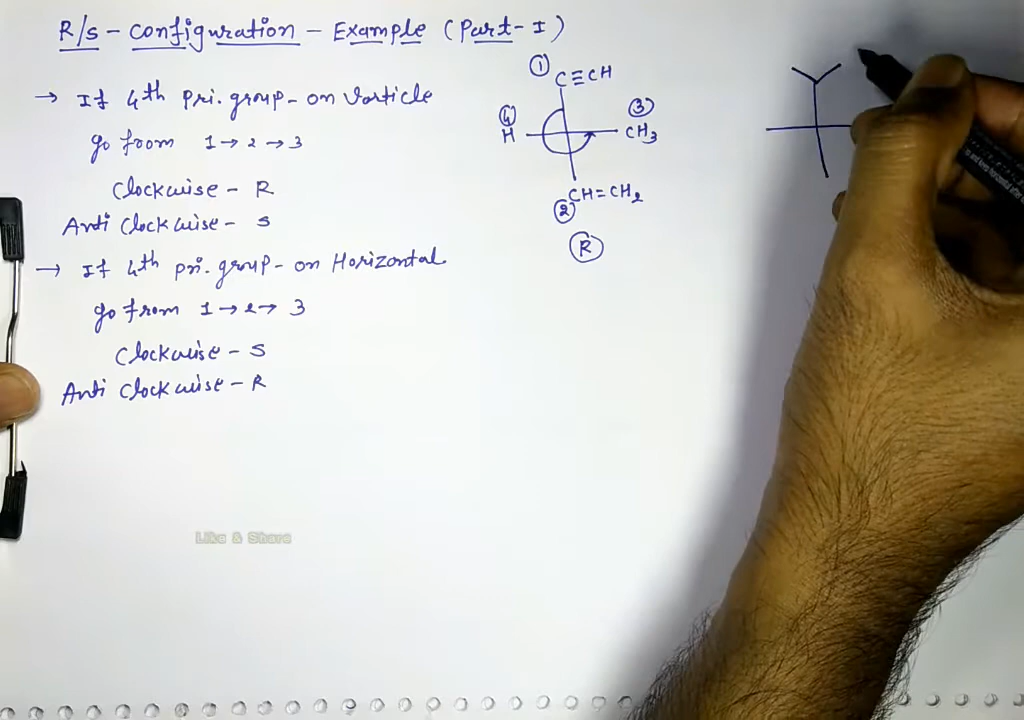 R/s - Configuration - Example (Part-I)
→ If 4th pri. group - on Varticle
go from 1 → 2 → 3
Clockwise - R
Anti Clockwise - S
→ If 4th pri. group - on Horizontal
go from 1 → 2 → 3
Clockwise - S
Anti Clockwise - R
① C≡CH
④ H
③ CH3
② CH=CH2
R
Like & Share